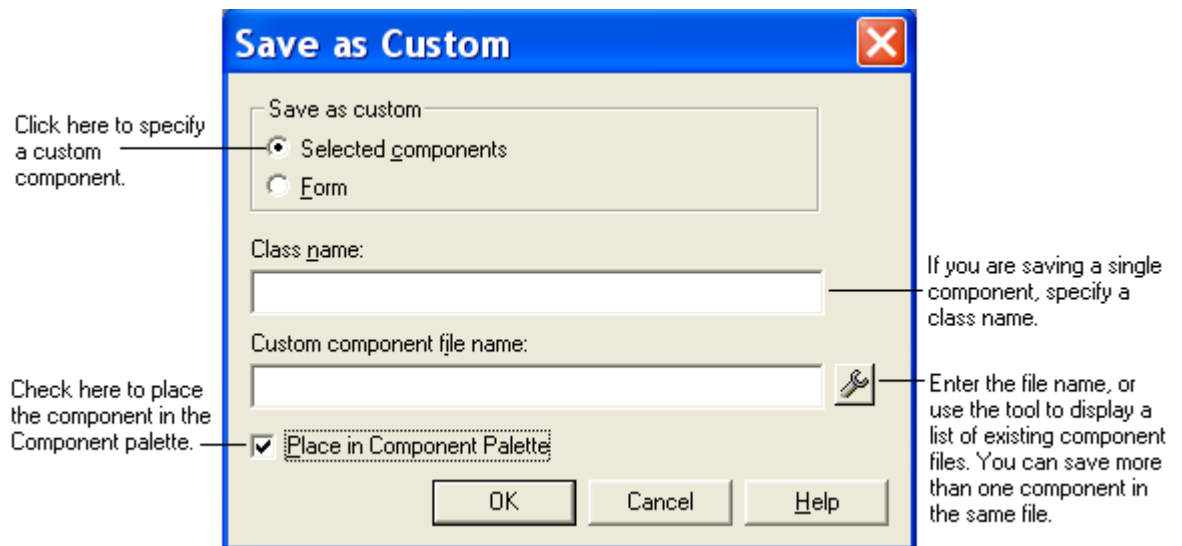 Save as Custom
Save as custom
Click here to specify
a custom
component.
Selected components
Form
Class name:
If you are saving a single
component, specify a
class name.
Custom component file name:
Check here to place
the component in the
Component palette.
Enter the file name, or
use the tool to display a
list of existing component
files. You can save more
than one component in
the same file.
Place in Component Palette
OK
Cancel
Help